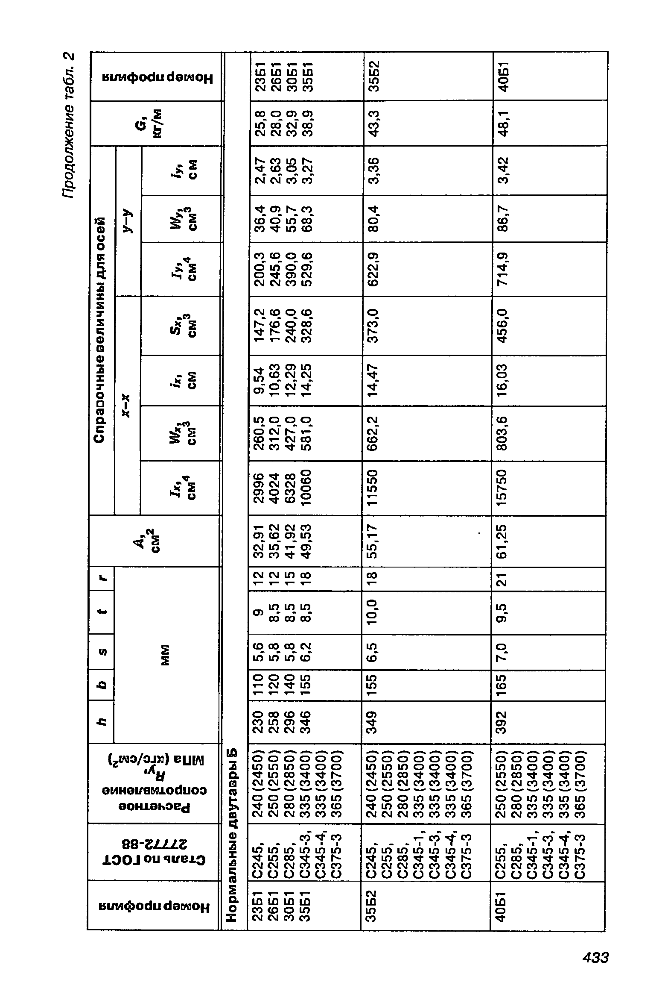 Продолжение табл. 2
Номер профиля
Сталь по ГОСТ 27772-88
Расчетное сопротивление Ry, МПа (кгс/см²)
h b s t r
мм
A, см²
Справочные величины для осей
x–x y–y
Ix, см⁴ Wx, см³ ix, см Sx, см³ Iy, см⁴ Wy, см³ iy, см
G, кг/м
Номер профиля
Нормальные двутавры Б
23Б1 С245, 240 (2450) 230 110 5,6 9 12 32,91 2996 260,5 9,54 147,2 200,3 36,4 2,47 25,8 23Б1
26Б1 С255, 250 (2550) 258 120 5,8 8,5 12 35,62 4024 312,0 10,63 176,6 245,6 40,9 2,63 28,0 26Б1
30Б1 С285, 280 (2850) 296 140 5,8 8,5 15 41,92 6328 427,0 12,29 240,0 390,0 55,7 3,05 32,9 30Б1
35Б1 С345-3, 335 (3400) 346 155 6,2 8,5 18 49,53 10060 581,0 14,25 328,6 529,6 68,3 3,27 38,9 35Б1
С345-4, 335 (3400)
С375-3 365 (3700)
35Б2 С245, 240 (2450) 349 155 6,5 10,0 18 55,17 11550 662,2 14,47 373,0 622,9 80,4 3,36 43,3 35Б2
С255, 250 (2550)
С285, 280 (2850)
С345-1, 335 (3400)
С345-3, 335 (3400)
С345-4, 335 (3400)
С375-3 365 (3700)
40Б1 С255, 250 (2550) 392 165 7,0 9,5 21 61,25 15750 803,6 16,03 456,0 714,9 86,7 3,42 48,1 40Б1
С285, 280 (2850)
С345-1, 335 (3400)
С345-3, 335 (3400)
С345-4, 335 (3400)
С375-3 365 (3700)
433